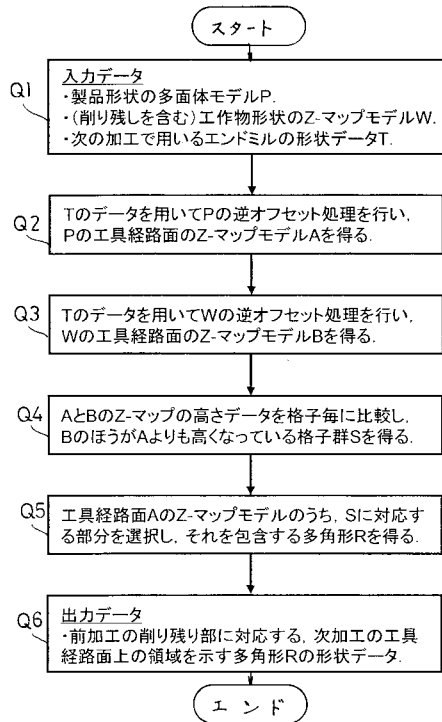 スタート
Q1
入力データ
・製品形状の多面体モデルP.
・(削り残しを含む)工作物形状のZ-マップモデルW.
・次の加工で用いるエンドミルの形状データT.
Q2
Tのデータを用いてPの逆オフセット処理を行い,
Pの工具経路面のZ-マップモデルAを得る.
Q3
Tのデータを用いてWの逆オフセット処理を行い,
Wの工具経路面のZ-マップモデルBを得る.
Q4
AとBのZ-マップの高さデータを格子毎に比較し,
BのほうがAよりも高くなっている格子群Sを得る.
Q5
工具経路面AのZ-マップモデルのうち, Sに対応す
る部分を選択し, それを包含する多角形Rを得る.
Q6
出力データ
・前加工の削り残り部に対応する, 次加工の工具
経路面上の領域を示す多角形Rの形状データ.
エンド